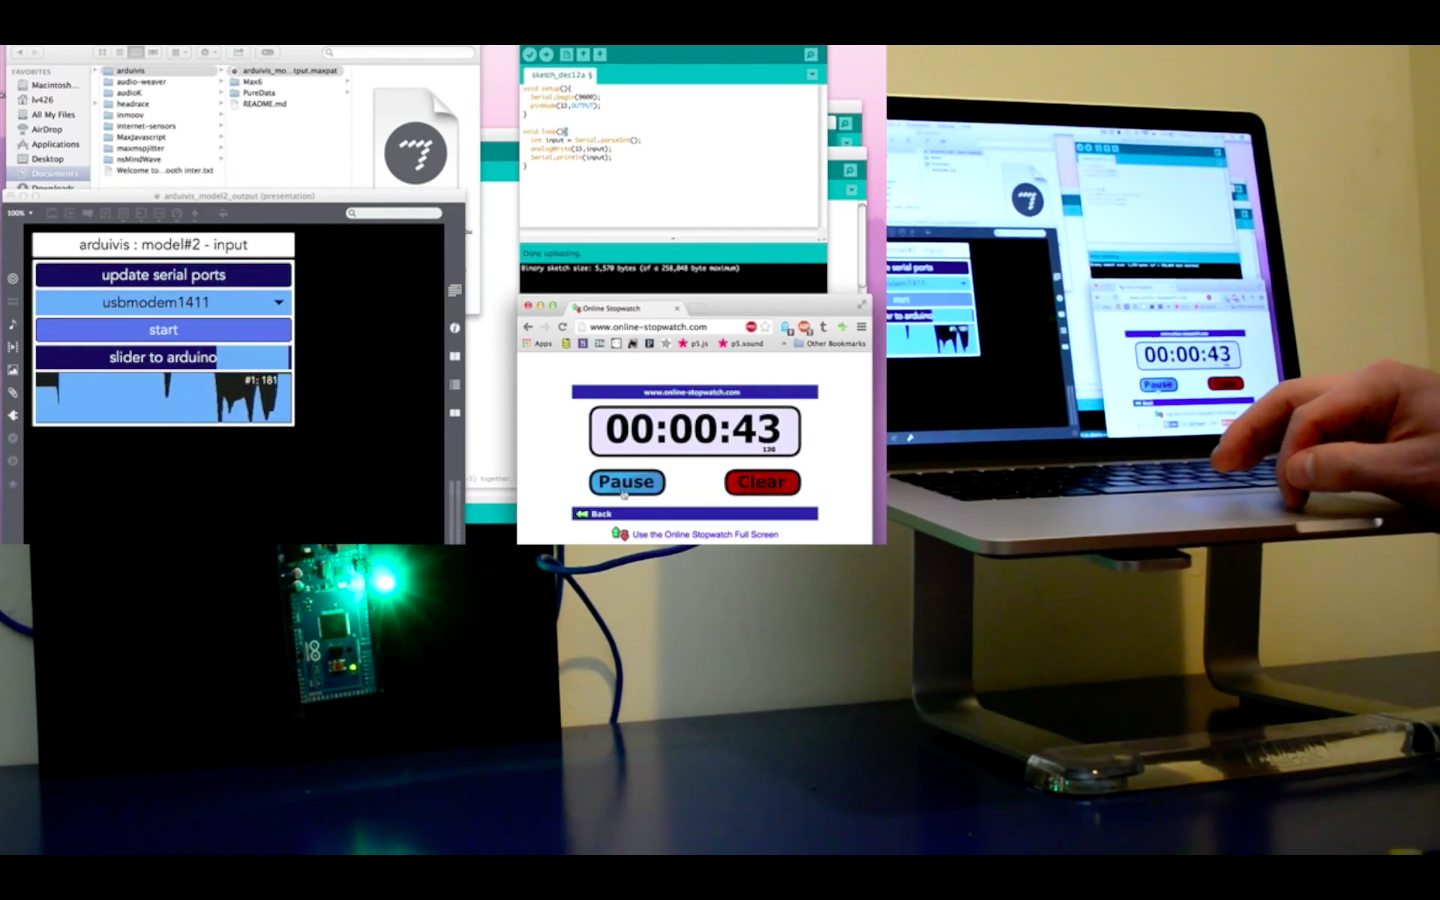 FAVORITES
Macintosh...
lv426
All My Files
AirDrop
Applications
Desktop
Documents
Downloads
arduivis
audio-weaver
audioK
headrace
inmoov
internet-sensors
MaxJavascript
maxmspjitter
nsMindWave
Welcome to...ooth inter.txt
arduivis_mo...tput.maxpat
Max6
PureData
README.md
arduivis_model2_output (presentation)
100%
arduivis : model#2 - input
update serial ports
usbmodem1411
start
slider to arduino
#1: 181
sketch_dec12a §
void setup(){
Serial.begin(9600);
pinMode(13,OUTPUT);
}
void loop(){
int input = Serial.parseInt();
analogWrite(13,input);
Serial.println(input);
}
Done uploading.
Binary sketch size: 5,570 bytes (of a 258,048 byte maximum)
Online Stopwatch
www.online-stopwatch.com
Apps
p5.js
p5.sound
» Other Bookmarks
www.online-stopwatch.com
00:00:43
136
Pause
Clear
Back
Use the Online Stopwatch Full Screen
) together
start
der to arduino
#1: 181
00:00:43
Pause
Back